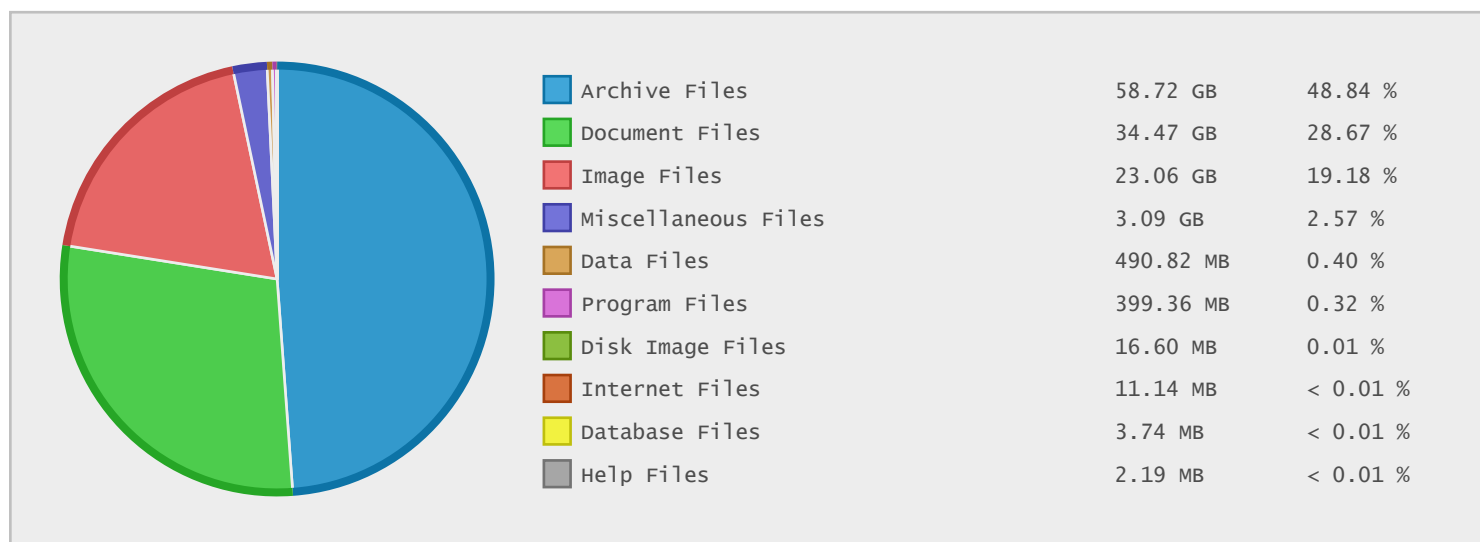 Archive Files 58.72 GB 48.84 %
Document Files 34.47 GB 28.67 %
Image Files 23.06 GB 19.18 %
Miscellaneous Files 3.09 GB 2.57 %
Data Files 490.82 MB 0.40 %
Program Files 399.36 MB 0.32 %
Disk Image Files 16.60 MB 0.01 %
Internet Files 11.14 MB < 0.01 %
Database Files 3.74 MB < 0.01 %
Help Files 2.19 MB < 0.01 %